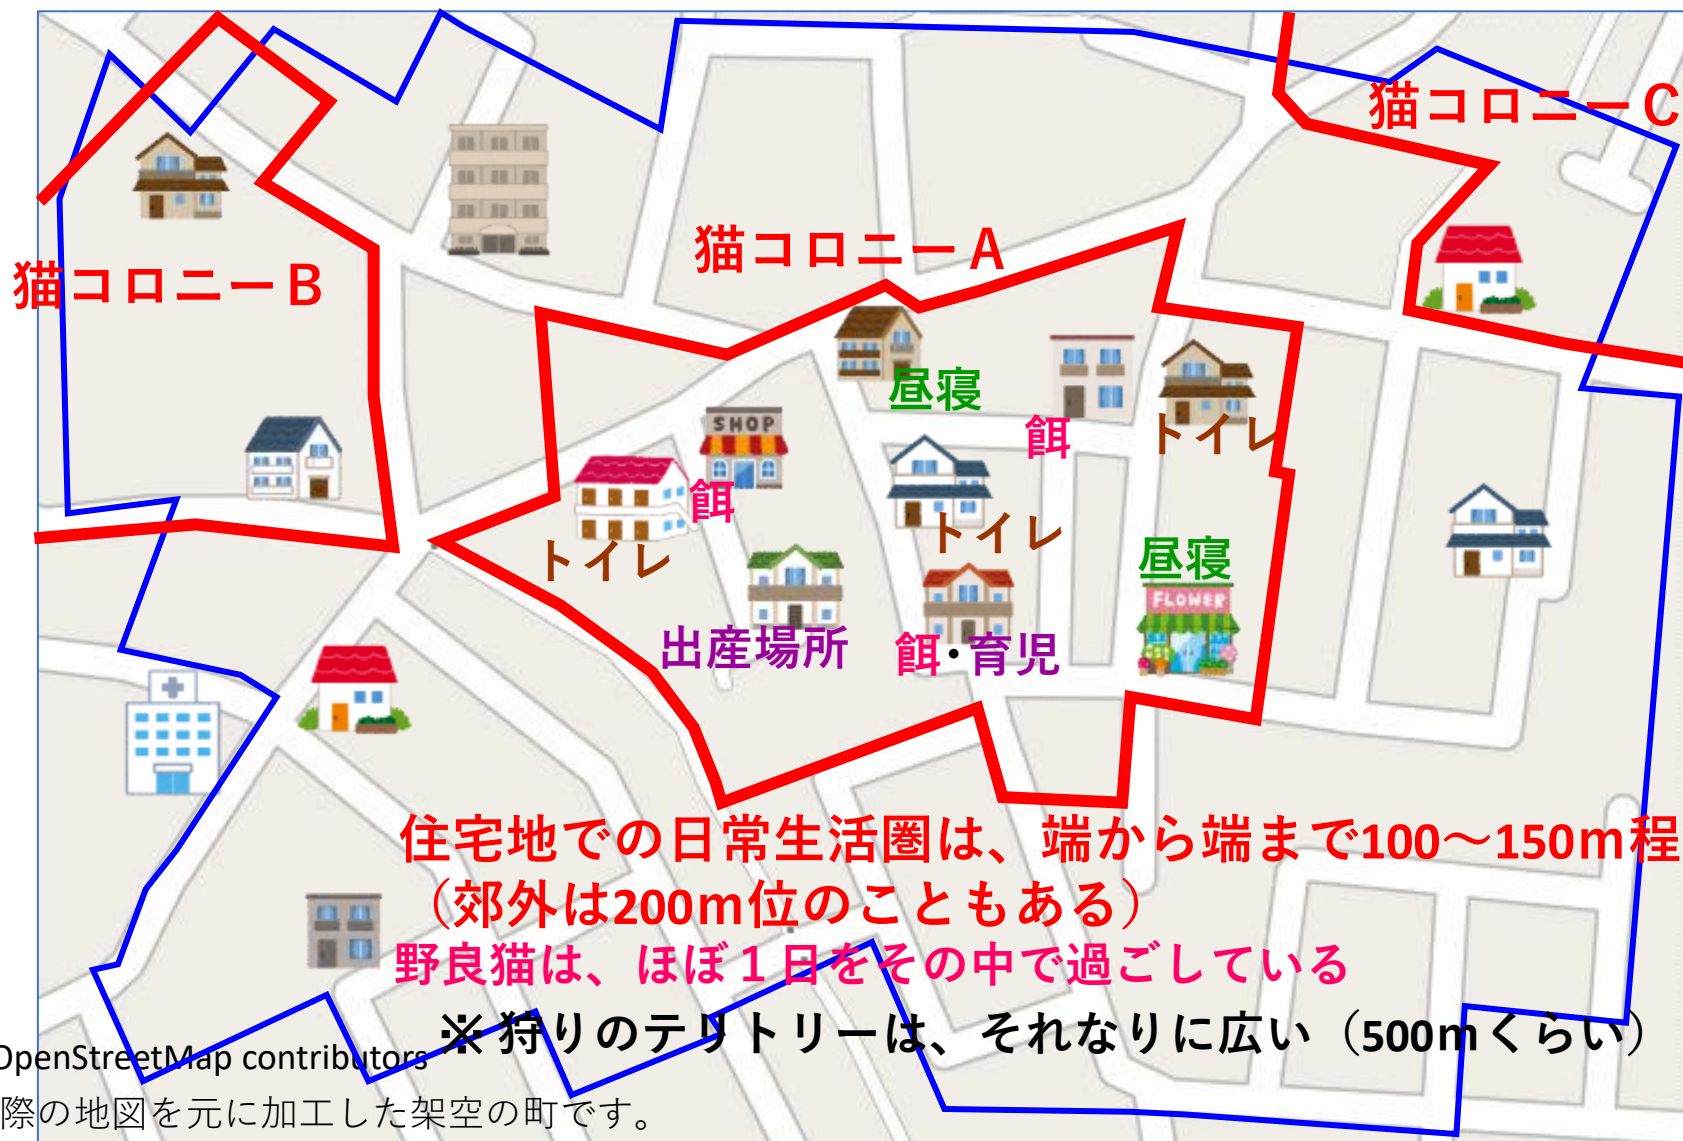 猫コロニーC
猫コロニーA
猫コロニーB
昼寝
SHOP
餌
トイレ
餌
トイレ
トイレ
昼寝
FLOWER
出産場所
餌・育児
住宅地での日常生活圏は、端から端まで100～150m程
（郊外は200m位のこともある）
野良猫は、ほぼ１日をその中で過ごしている
※狩りのテリトリーは、それなりに広い（500mくらい）
OpenStreetMap contributors
際の地図を元に加工した架空の町です。